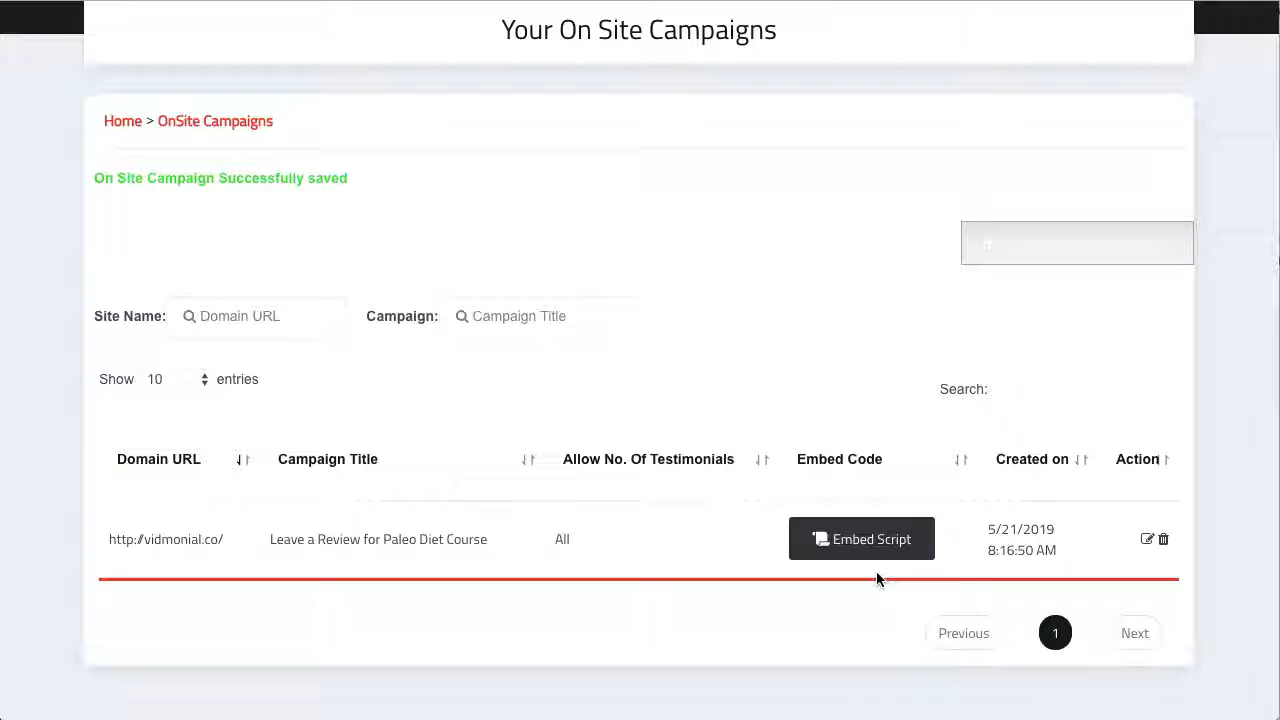 Your On Site Campaigns
Home > OnSite Campaigns
On Site Campaign Successfully saved
Site Name: Domain URL Campaign: Campaign Title
Show 10 entries
Search:
Domain URL Campaign Title Allow No. Of Testimonials Embed Code Created on Action
http://vidmonial.co/ Leave a Review for Paleo Diet Course All Embed Script 5/21/2019
8:16:50 AM
Previous 1 Next